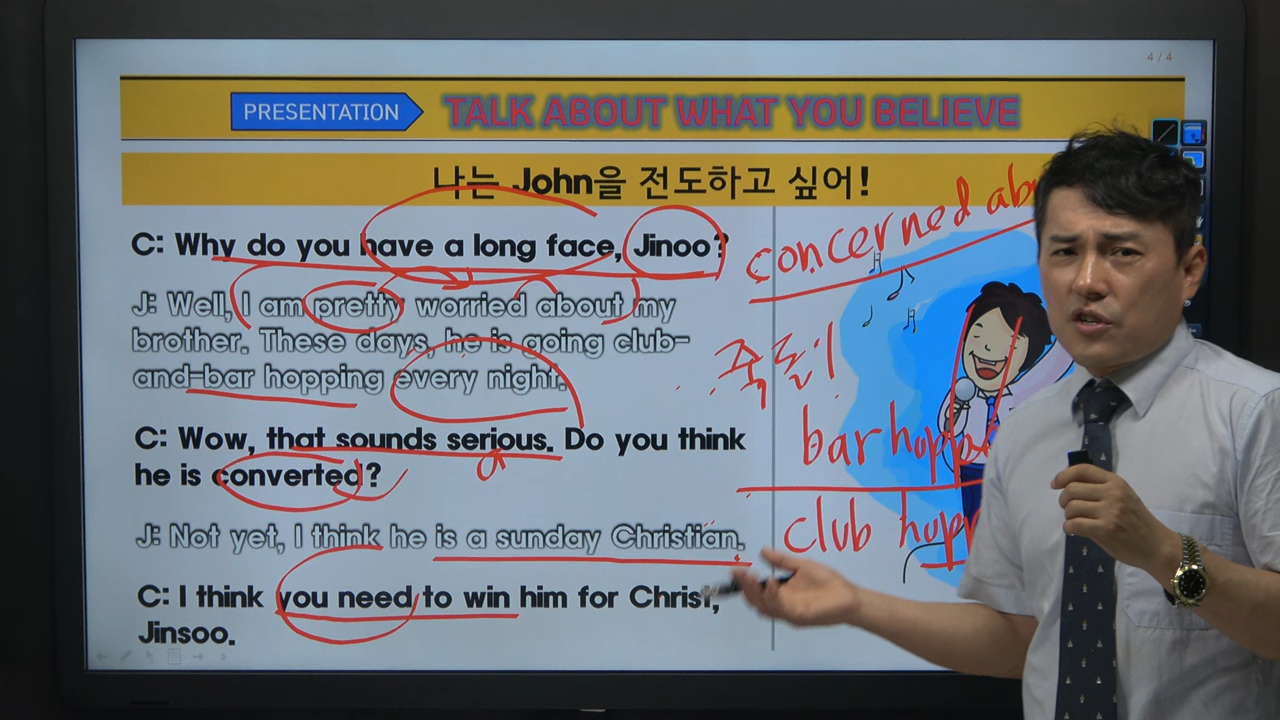 4 / 4
PRESENTATION
TALK ABOUT WHAT YOU BELIEVE
나는 John을 전도하고 싶어!
C: Why do you have a long face, Jinoo?
J: Well, I am pretty worried about my
brother. These days, he is going club-
and-bar hopping every night.
C: Wow, that sounds serious. Do you think
he is converted?
J: Not yet, I think he is a sunday Christian.
C: I think you need to win him for Christ,
Jinsoo.
concerned
죽돌!
bar
club